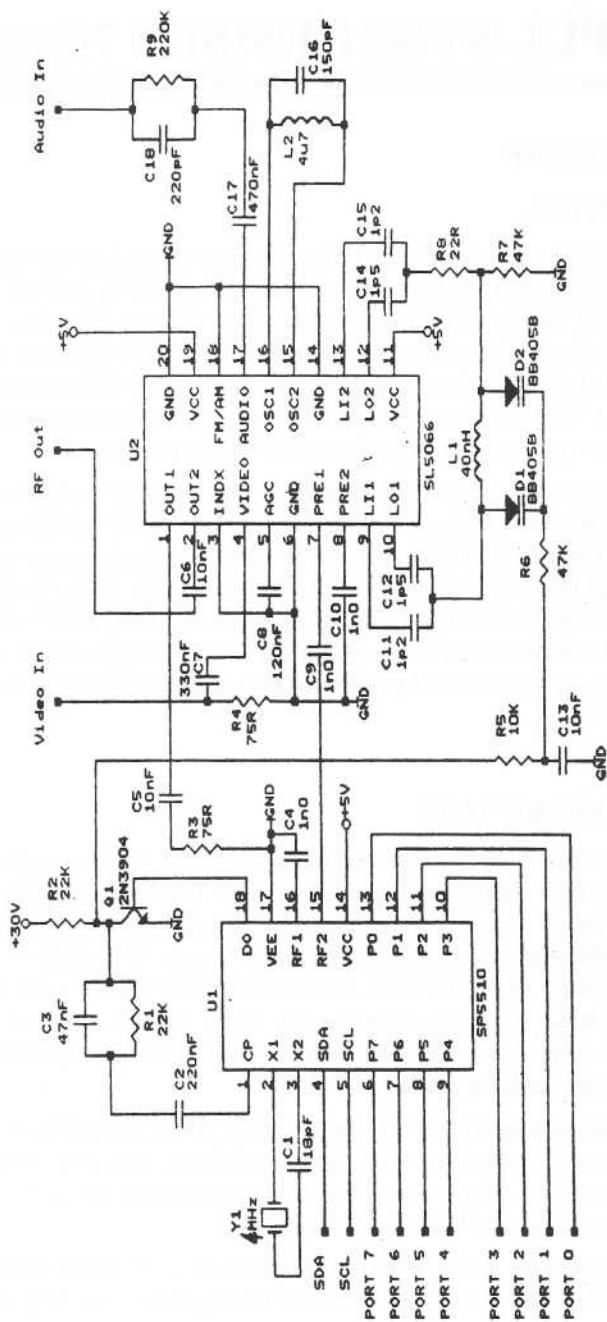 +30V
R2
22K
C3
47nF
R1
22K
Q1
2N3904
GND
C2
220nF
Y1
4MHz
C1
18pF
U1
SP5510
1 CP
2 X1
3 X2
4 SDA
5 SCL
6 P7
7 P6
8 P5
9 P4
DO 18
VEE 17
RF1 16
RF2 15
VCC 14
P0 13
P1 12
P2 11
P3 10
SDA
SCL
PORT 7
PORT 6
PORT 5
PORT 4
PORT 3
PORT 2
PORT 1
PORT 0
C5
10nF
R3
75R
GND
C4
1n0
+5V
Video In
330nF
C7
R4
75R
GND
RF Out
C6
10nF
C8
120nF
C9
1n0
C10
1n0
C11
1p2
C12
1p5
R5
10K
C13
10nF
GND
R6
47K
U2
SL5066
1 OUT1
2 OUT2
3 INDX
4 VIDEO
5 AGC
6 GND
7 PRE1
8 PRE2
9 LI1
10 LO1
GND 20
VCC 19
FM/AM 18
AUDIO 17
OSC1 16
OSC2 15
GND 14
LI2 13
LO2 12
VCC 11
+5V
GND
+5V
Audio In
R9
220K
C18
220pF
C17
470nF
C16
150pF
L2
4u7
C15
1p2
C14
1p5
R8
22R
R7
47K
GND
L1
40nH
D1
BB405B
D2
BB405B